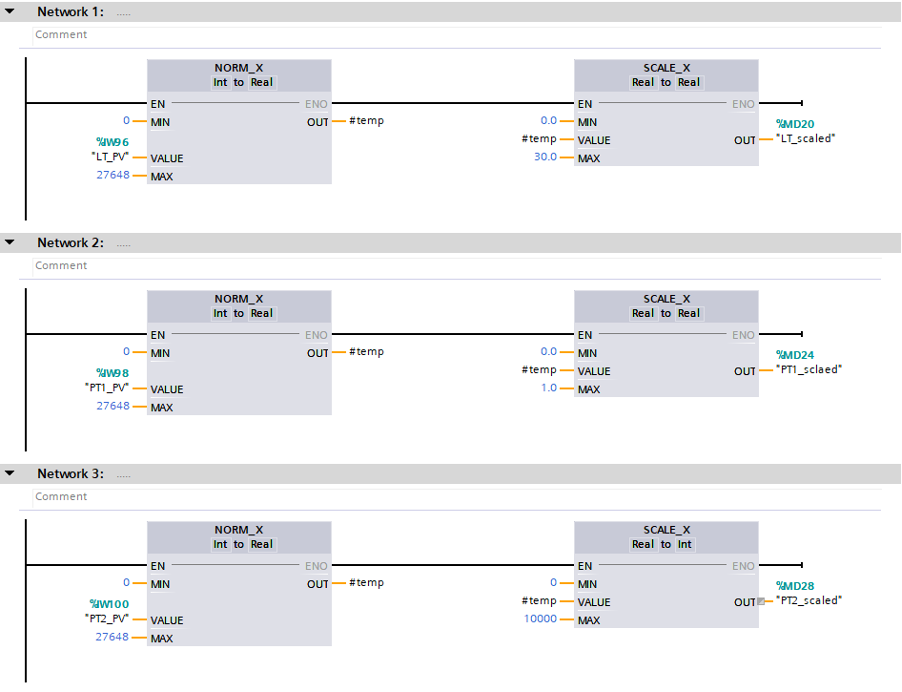 Network 1: .....
Comment
NORM_X
Int to Real
EN ENO
0 MIN OUT #temp
%IW96
"LT_PV" VALUE
27648 MAX
SCALE_X
Real to Real
EN ENO
0.0 MIN
#temp VALUE
30.0 MAX
%MD20
OUT "LT_scaled"
Network 2: .....
Comment
NORM_X
Int to Real
EN ENO
0 MIN OUT #temp
%IW98
"PT1_PV" VALUE
27648 MAX
SCALE_X
Real to Real
EN ENO
0.0 MIN
#temp VALUE
1.0 MAX
%MD24
OUT "PT1_sclaed"
Network 3: .....
Comment
NORM_X
Int to Real
EN ENO
0 MIN OUT #temp
%IW100
"PT2_PV" VALUE
27648 MAX
SCALE_X
Real to Int
EN ENO
0 MIN
#temp VALUE
10000 MAX
%MD28
OUT "PT2_scaled"